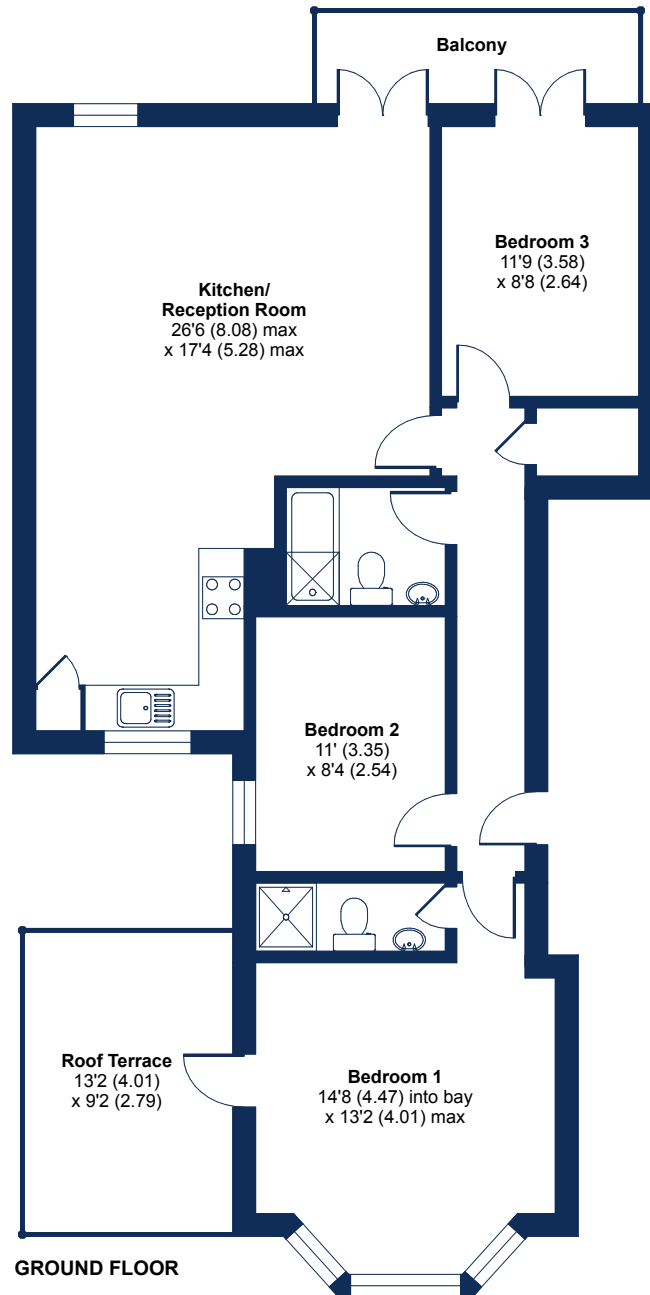 Balcony
Bedroom 3
11'9 (3.58)
x 8'8 (2.64)
Kitchen/
Reception Room
26'6 (8.08) max
x 17'4 (5.28) max
Bedroom 2
11' (3.35)
x 8'4 (2.54)
Roof Terrace
13'2 (4.01)
x 9'2 (2.79)
Bedroom 1
14'8 (4.47) into bay
x 13'2 (4.01) max
GROUND FLOOR